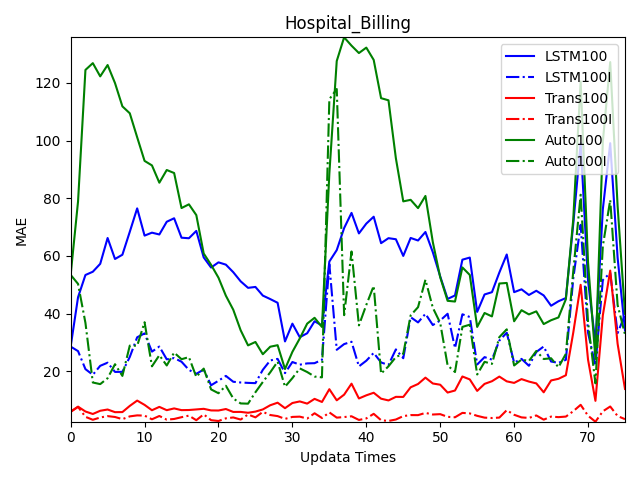 Hospital_Billing
LSTM100
LSTM100I
Trans100
Trans100I
Auto100
Auto100I
MAE
120
100
80
60
40
20
0 10 20 30 40 50 60 70
Updata Times